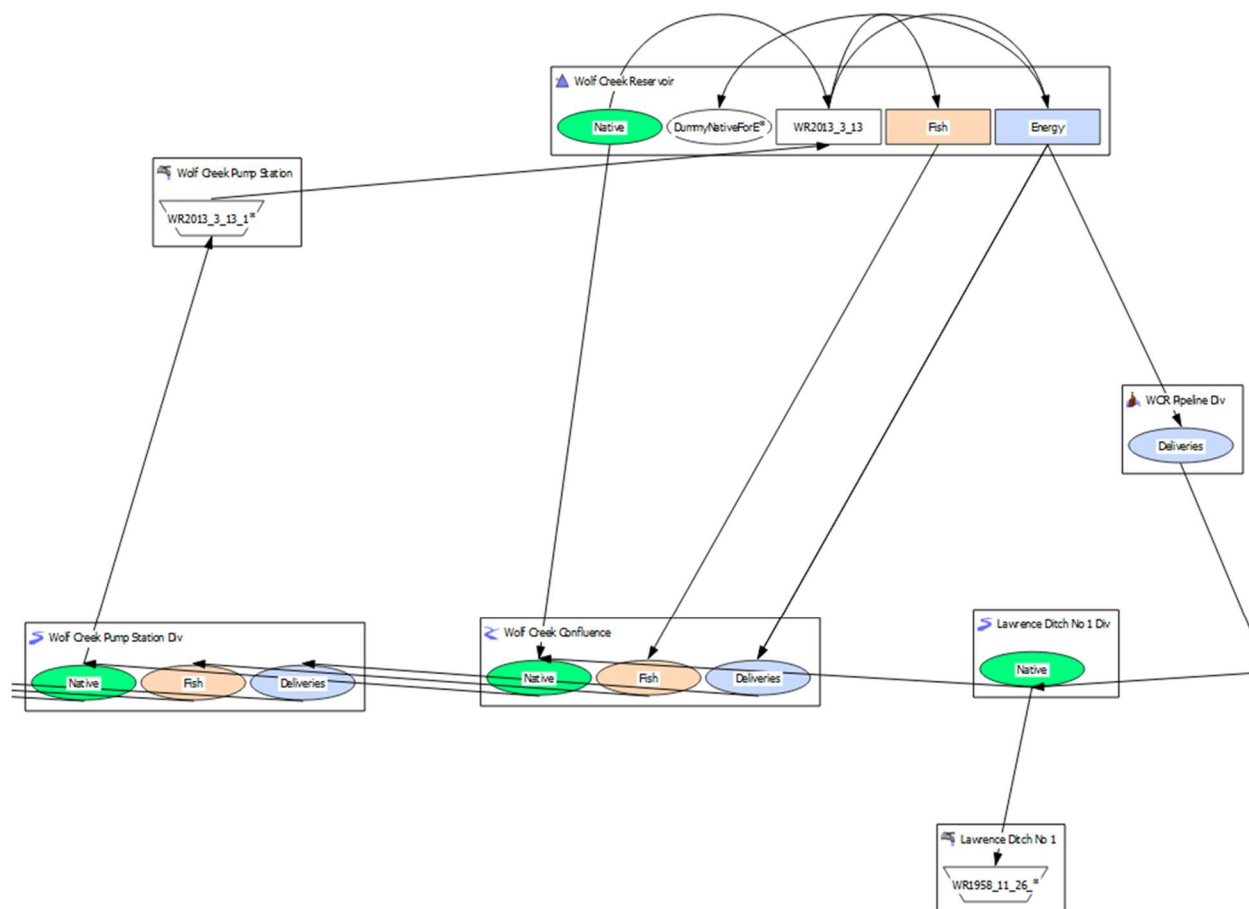 Wolf Creek Reservoir
Native
DummyNativeForE*
WR2013_3_13
Fish
Energy
Wolf Creek Pump Station
WR2013_3_13_1*
WCR Pipeline Div
Deliveries
Wolf Creek Pump Station Div
Native
Fish
Deliveries
Wolf Creek Confluence
Native
Fish
Deliveries
Lawrence Ditch No 1 Div
Native
Lawrence Ditch No 1
WR1958_11_26_*